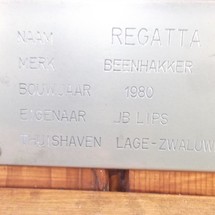 NAAM REGATTA
MERK BEENHAKKER
BOUWJAAR 1980
EIGENAAR JB LIPS
THUISHAVEN LAGE-ZWALUW